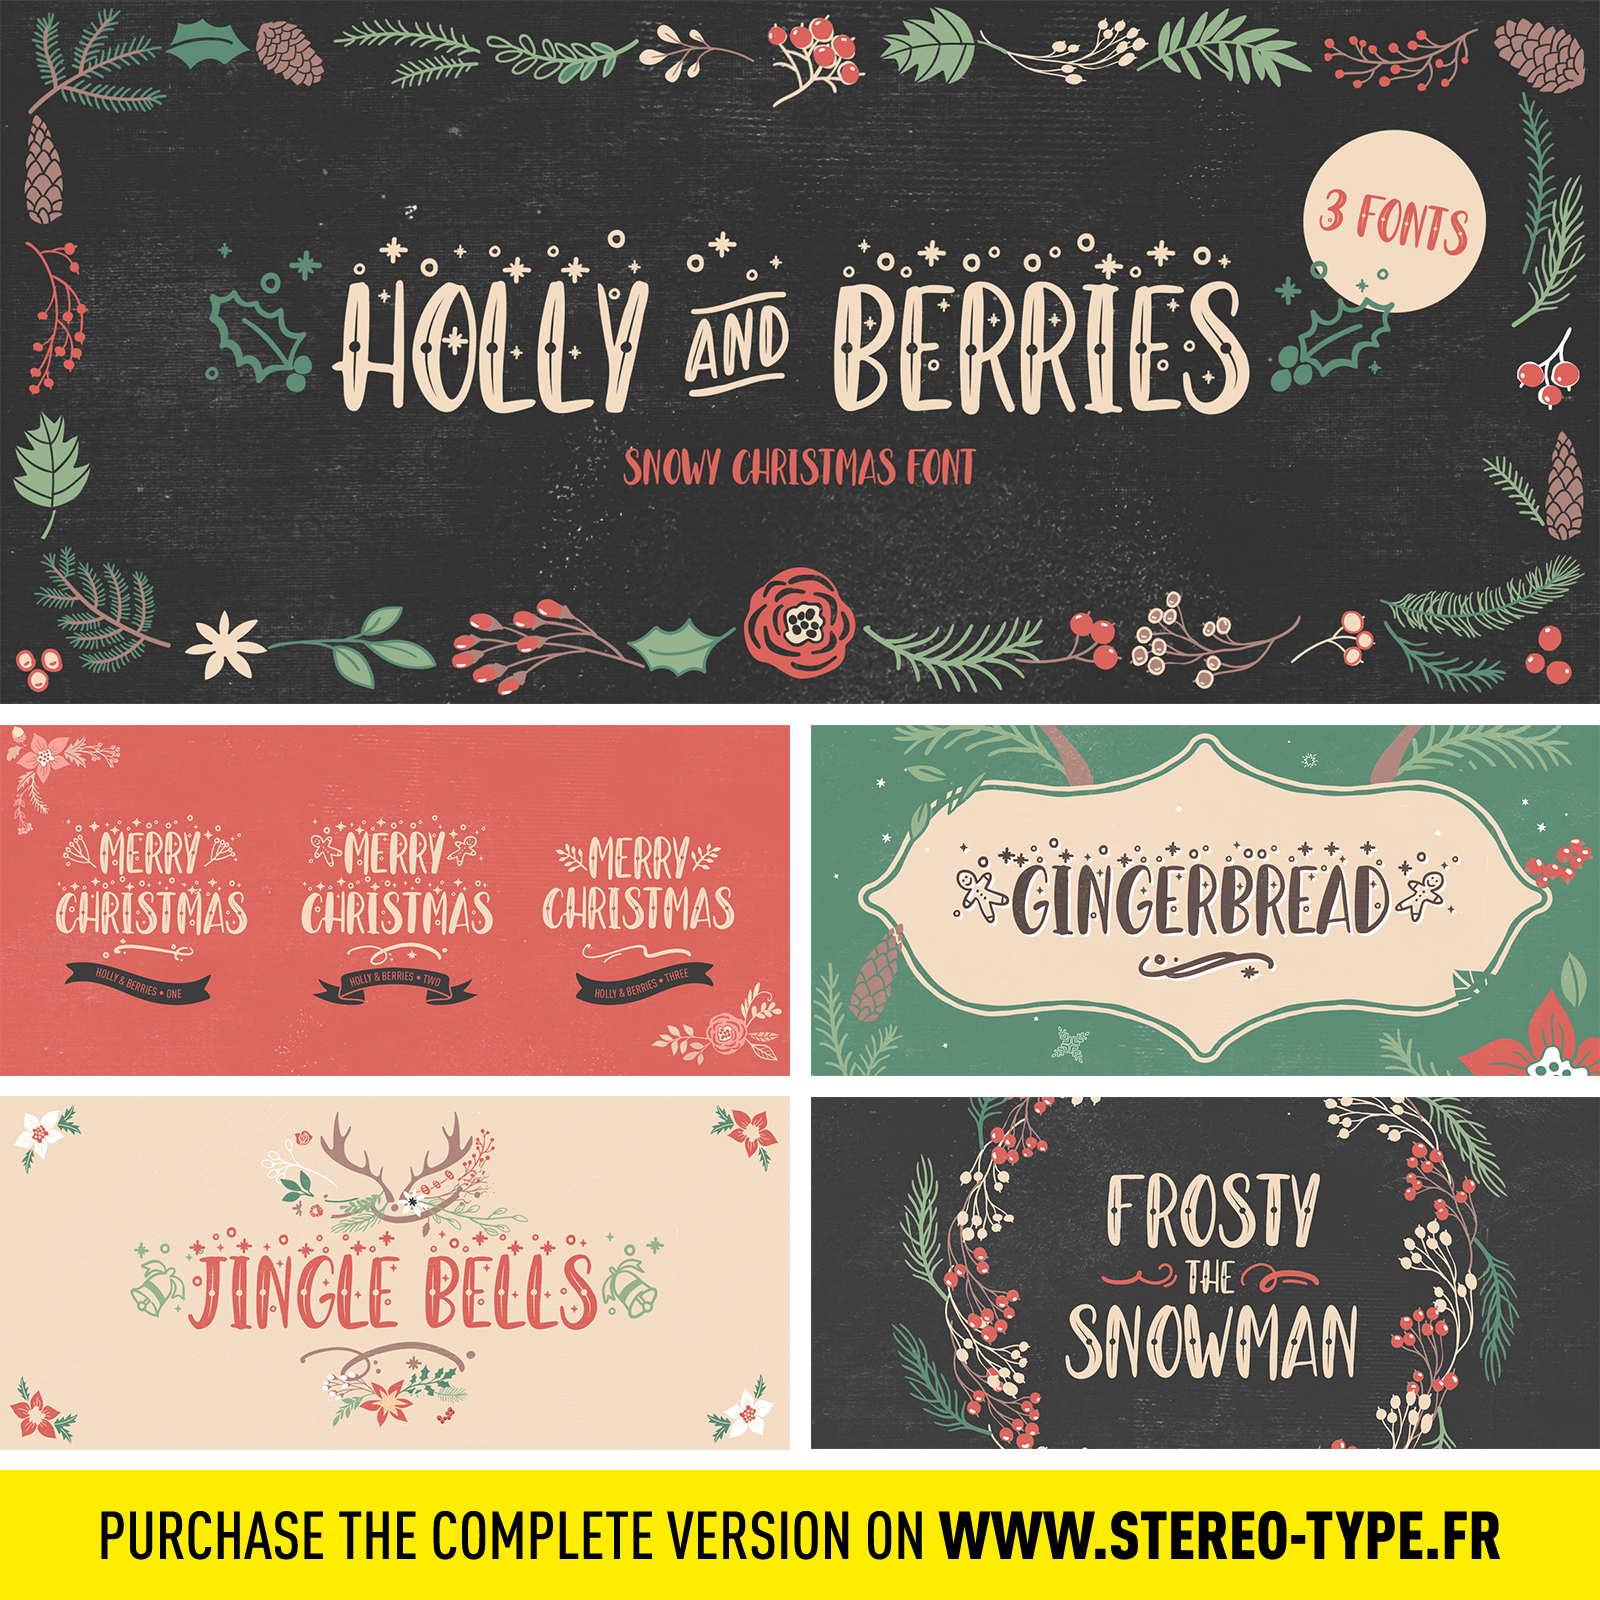 3 FONTS
HOLLY AND BERRIES
SNOWY CHRISTMAS FONT
MERRY
CHRISTMAS
HOLLY & BERRIES • ONE
MERRY
CHRISTMAS
HOLLY & BERRIES • TWO
MERRY
CHRISTMAS
HOLLY & BERRIES • THREE
GINGERBREAD
JINGLE BELLS
FROSTY
THE
SNOWMAN
PURCHASE THE COMPLETE VERSION ON WWW.STEREO-TYPE.FR